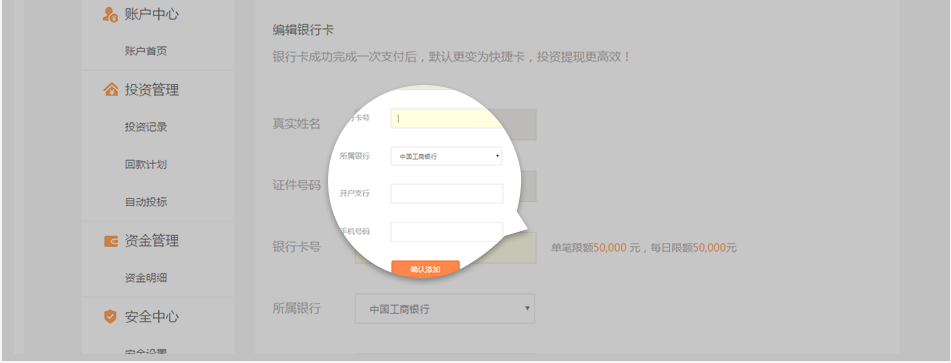 账户中心
账户首页
投资管理
投资记录
回款计划
自动投标
资金管理
资金明细
安全中心
安全设置
编辑银行卡
银行卡成功完成一次支付后，默认更变为快捷卡，投资提现更高效！
真实姓名
证件号码
银行卡号
单笔限额50,000 元，每日限额50,000元
所属银行
中国工商银行
卡号
所属银行
中国工商银行
开户支行
手机号码
确认添加